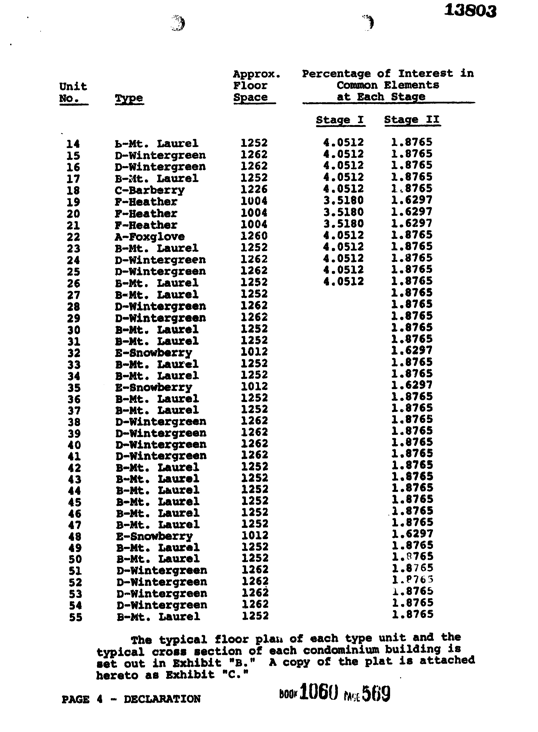 13803
Approx. Percentage of Interest in
Unit Floor Common Elements
No. Type Space at Each Stage
Stage I Stage II
14 b-Mt. Laurel 1252 4.0512 1.8765
15 D-Wintergreen 1262 4.0512 1.8765
16 D-Wintergreen 1262 4.0512 1.8765
17 B-Mt. Laurel 1252 4.0512 1.8765
18 C-Barberry 1226 4.0512 1.8765
19 F-Heather 1004 3.5180 1.6297
20 F-Heather 1004 3.5180 1.6297
21 F-Heather 1004 3.5180 1.6297
22 A-Foxglove 1260 4.0512 1.8765
23 B-Mt. Laurel 1252 4.0512 1.8765
24 D-Wintergreen 1262 4.0512 1.8765
25 D-Wintergreen 1262 4.0512 1.8765
26 B-Mt. Laurel 1252 4.0512 1.8765
27 B-Mt. Laurel 1252 1.8765
28 D-Wintergreen 1262 1.8765
29 D-Wintergreen 1262 1.8765
30 B-Mt. Laurel 1252 1.8765
31 B-Mt. Laurel 1252 1.8765
32 E-Snowberry 1012 1.6297
33 B-Mt. Laurel 1252 1.8765
34 B-Mt. Laurel 1252 1.8765
35 E-Snowberry 1012 1.6297
36 B-Mt. Laurel 1252 1.8765
37 B-Mt. Laurel 1252 1.8765
38 D-Wintergreen 1262 1.8765
39 D-Wintergreen 1262 1.8765
40 D-Wintergreen 1262 1.8765
41 D-Wintergreen 1262 1.8765
42 B-Mt. Laurel 1252 1.8765
43 B-Mt. Laurel 1252 1.8765
44 B-Mt. Laurel 1252 1.8765
45 B-Mt. Laurel 1252 1.8765
46 B-Mt. Laurel 1252 1.8765
47 B-Mt. Laurel 1252 1.8765
48 E-Snowberry 1012 1.6297
49 B-Mt. Laurel 1252 1.8765
50 B-Mt. Laurel 1252 1.8765
51 D-Wintergreen 1262 1.8765
52 D-Wintergreen 1262 1.8765
53 D-Wintergreen 1262 1.8765
54 D-Wintergreen 1262 1.8765
55 B-Mt. Laurel 1252 1.8765
The typical floor plan of each type unit and the
typical cross section of each condominium building is
set out in Exhibit "B." A copy of the plat is attached
hereto as Exhibit "C."
PAGE 4 - DECLARATION BOOK 1060 PAGE 569